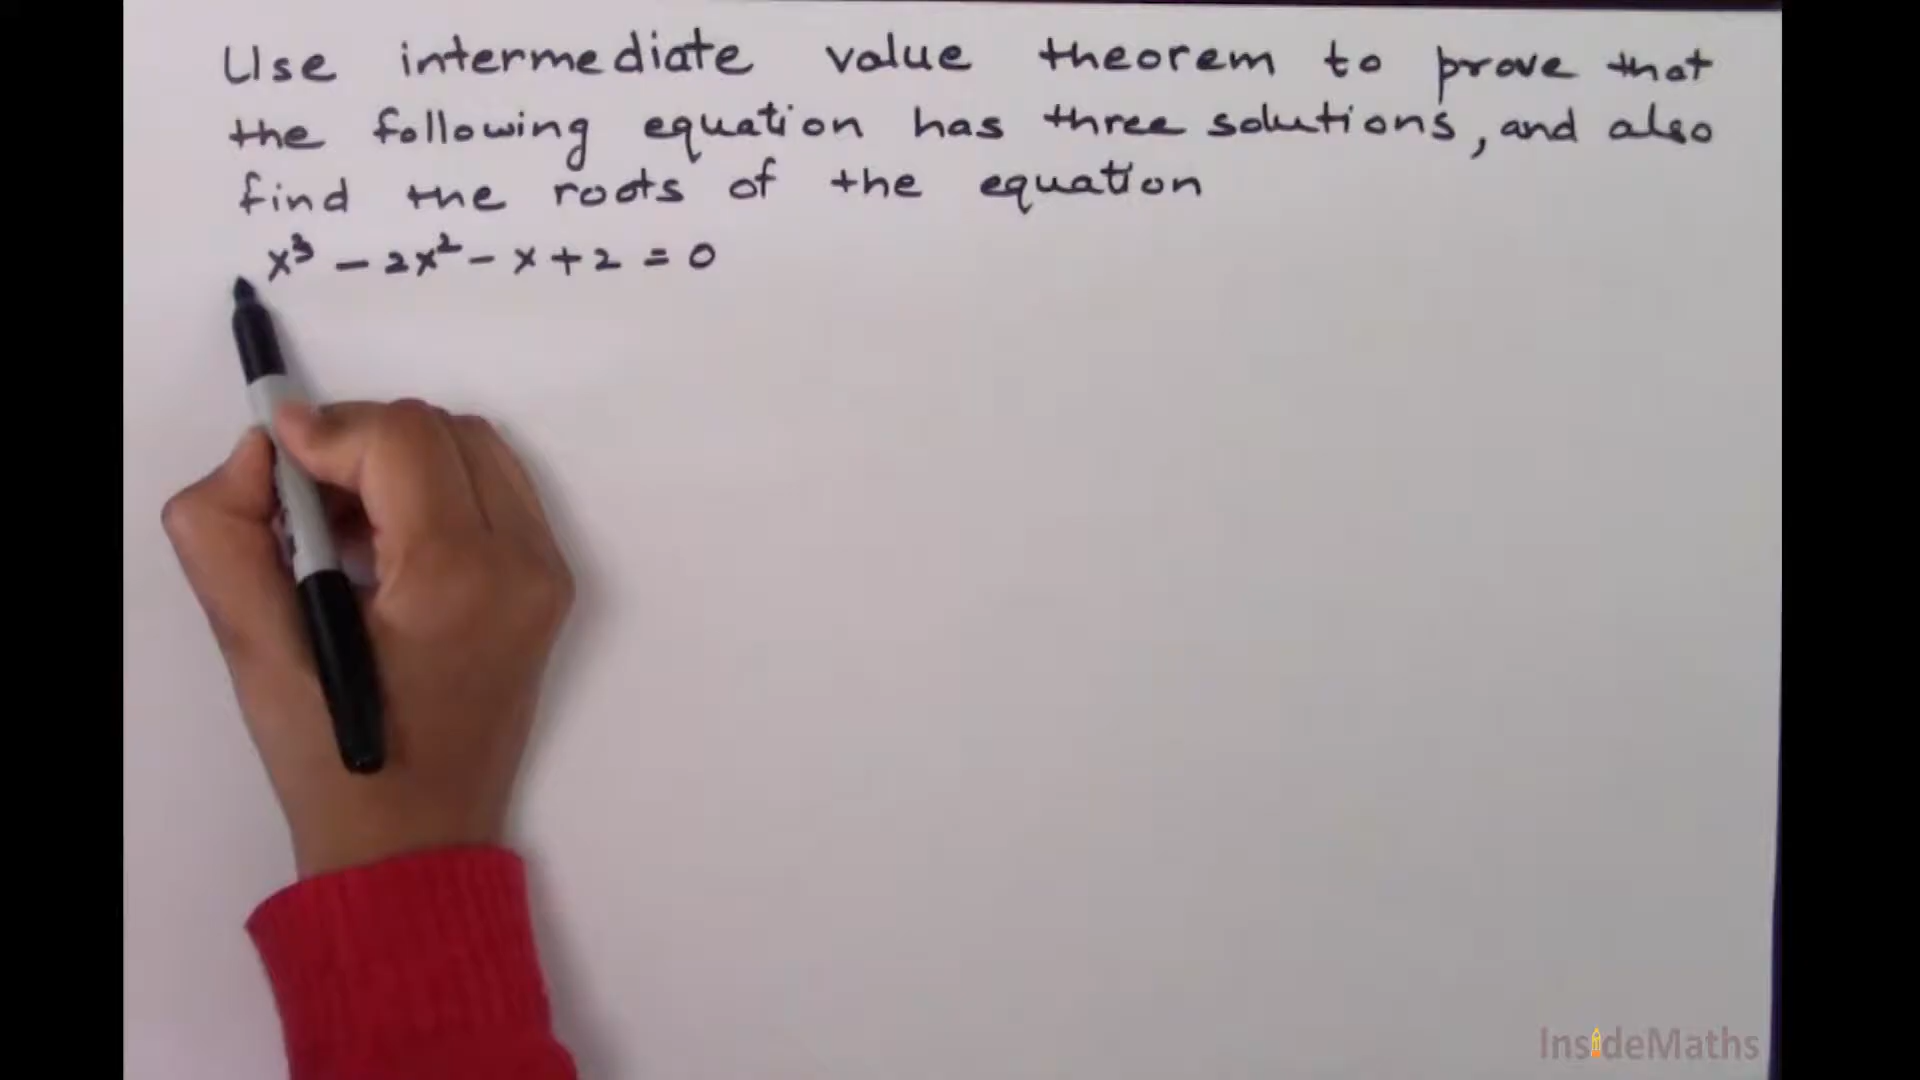 Use intermediate value theorem to prove that
the following equation has three solutions, and also
find the roots of the equation
x³ - 2x² - x + 2 = 0
InsideMaths